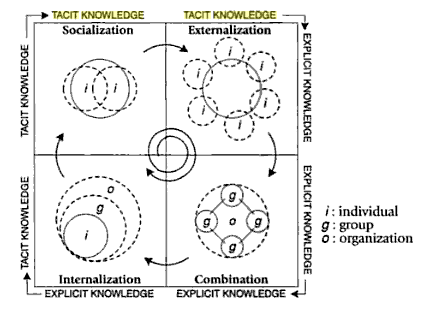 TACIT KNOWLEDGE TACIT KNOWLEDGE
Socialization Externalization
TACIT KNOWLEDGE
EXPLICIT KNOWLEDGE
i i
i
i
i
i
i
i
TACIT KNOWLEDGE
EXPLICIT KNOWLEDGE
o
g
i
g
g o g
g
i : individual
g : group
o : organization
Internalization Combination
EXPLICIT KNOWLEDGE EXPLICIT KNOWLEDGE